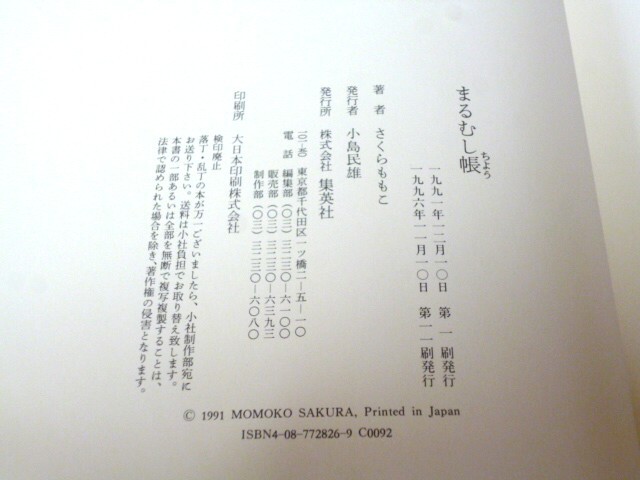 まるむし帳
ちょう
一九九一年一二月一〇日　第　一刷発行
一九九六年一一月一〇日　第一一刷発行
著　者　さくらももこ
発行者　小島民雄
発行所　株式会社 集英社
一〇一―五〇 東京都千代田区一ッ橋二―五―一〇
電　話　編集部（〇三）三二三〇―六一〇〇
販売部（〇三）三二三〇―六三九三
制作部（〇三）三二三〇―六〇八〇
印刷所　大日本印刷株式会社
検印廃止
落丁・乱丁の本が万一ございましたら、小社制作部宛に
お送り下さい。送料は小社負担でお取り替え致します。
本書の一部あるいは全部を無断で複写複製することは、
法律で認められた場合を除き、著作権の侵害となります。
© 1991 MOMOKO SAKURA, Printed in Japan
ISBN4-08-772826-9 C0092